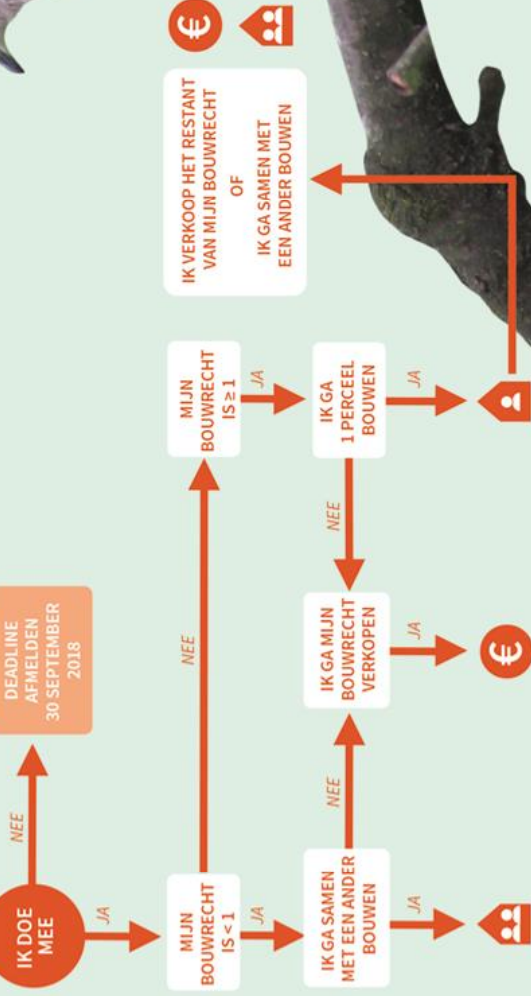 IK DOE
MEE
NEE
DEADLINE
AFMELDEN
30 SEPTEMBER
2018
JA
MIJN
BOUWRECHT
IS < 1
NEE
MIJN
BOUWRECHT
IS ≥ 1
JA
JA
IK GA SAMEN
MET EEN ANDER
BOUWEN
NEE
IK GA MIJN
BOUWRECHT
VERKOPEN
NEE
IK GA
1 PERCEEL
BOUWEN
JA
JA
JA
€
IK VERKOOP HET RESTANT
VAN MIJN BOUWRECHT
OF
IK GA SAMEN MET
EEN ANDER BOUWEN
€